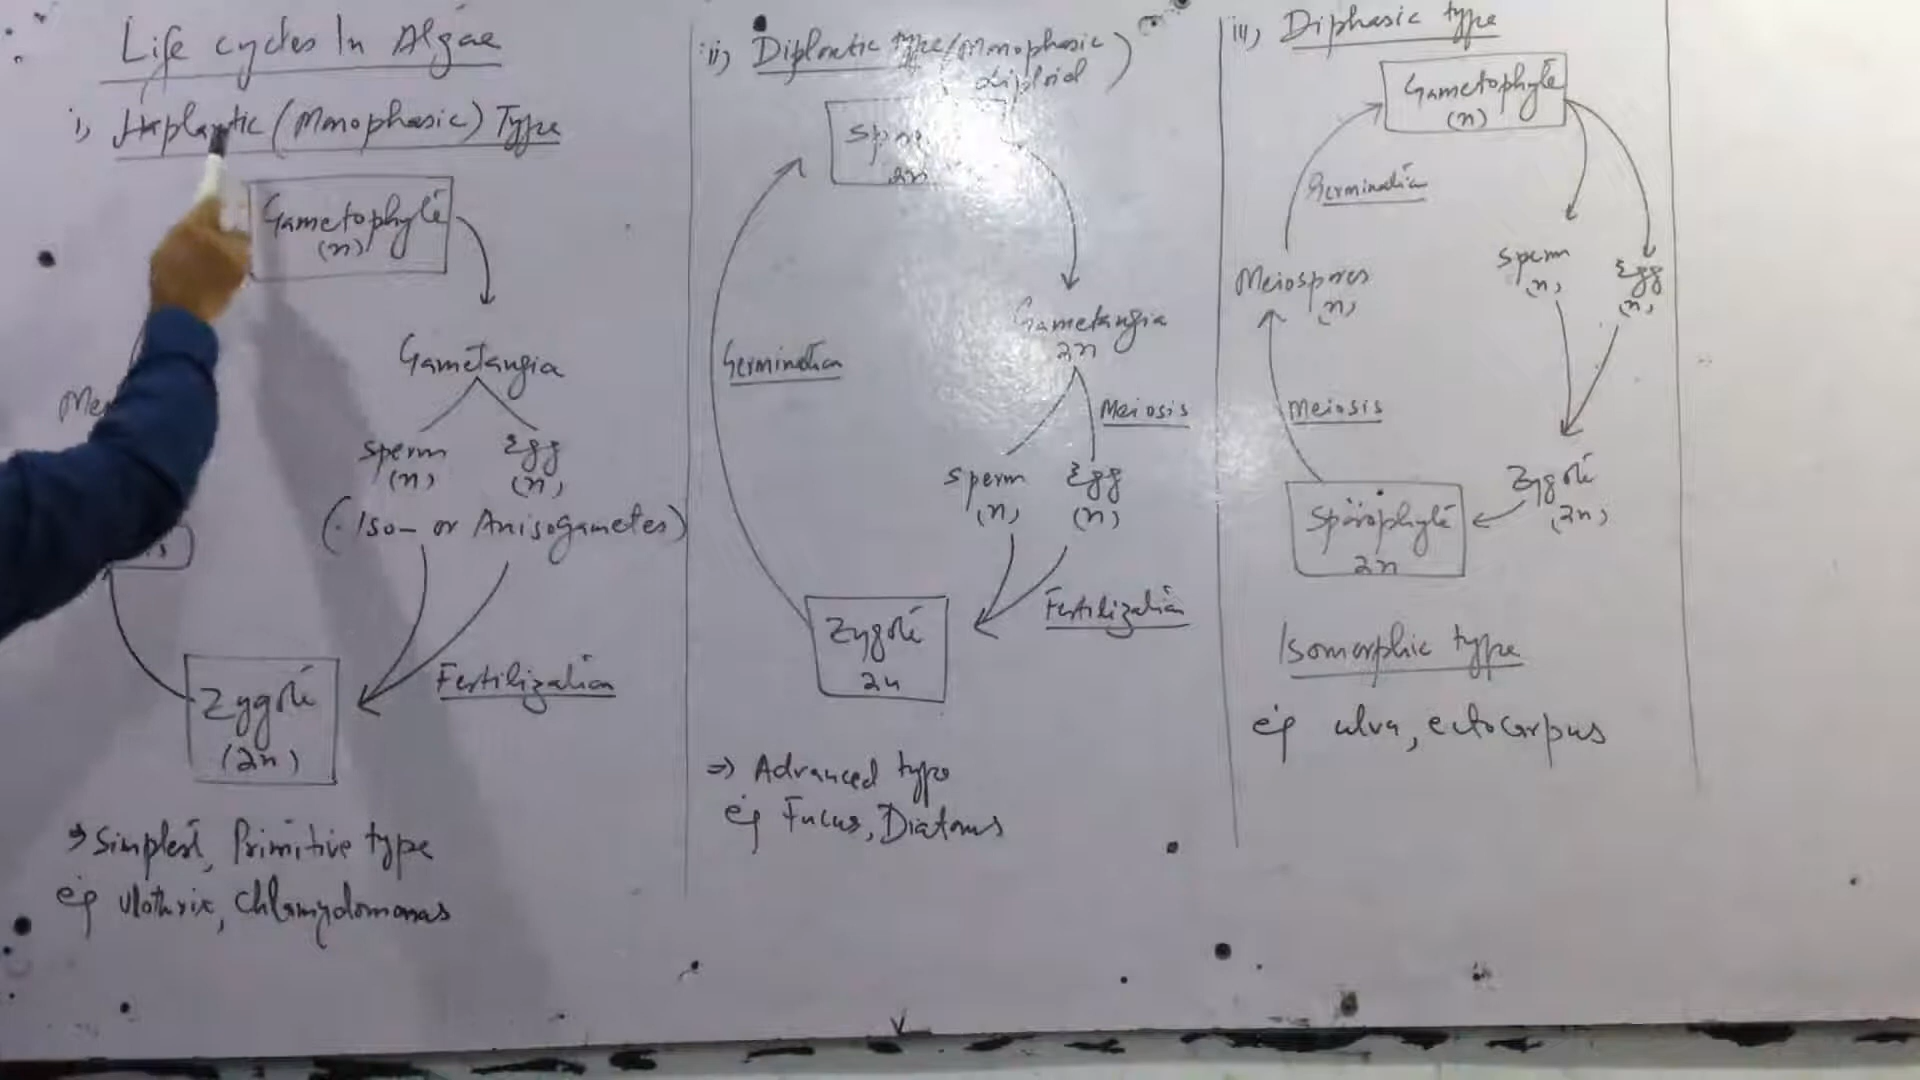 Life cycles In Algae
i, Haplontic (Monophasic) Type
Gametophyte
(n)
Gametangia
sperm Egg
(n) (n)
(Iso- or Anisogametes)
Fertilization
Zygote
(2n)
⇒ Simplest, Primitive type
eg Ulothrix, Chlamydomonas
ii, Diplontic type (Monophasic
diploid)
2n
Gametangia
2n
Meiosis
Germination
sperm Egg
(n) (n)
Fertilization
Zygote
2n
⇒ Advanced type
eg Fucus, Diatoms
iii, Diphasic type
Gametophyte
(n)
Germination
sperm Egg
(n) (n)
Meiospores
(n)
Meiosis
Zygote
(2n)
Sporophyte
2n
Isomorphic type
eg ulva, ectocarpus